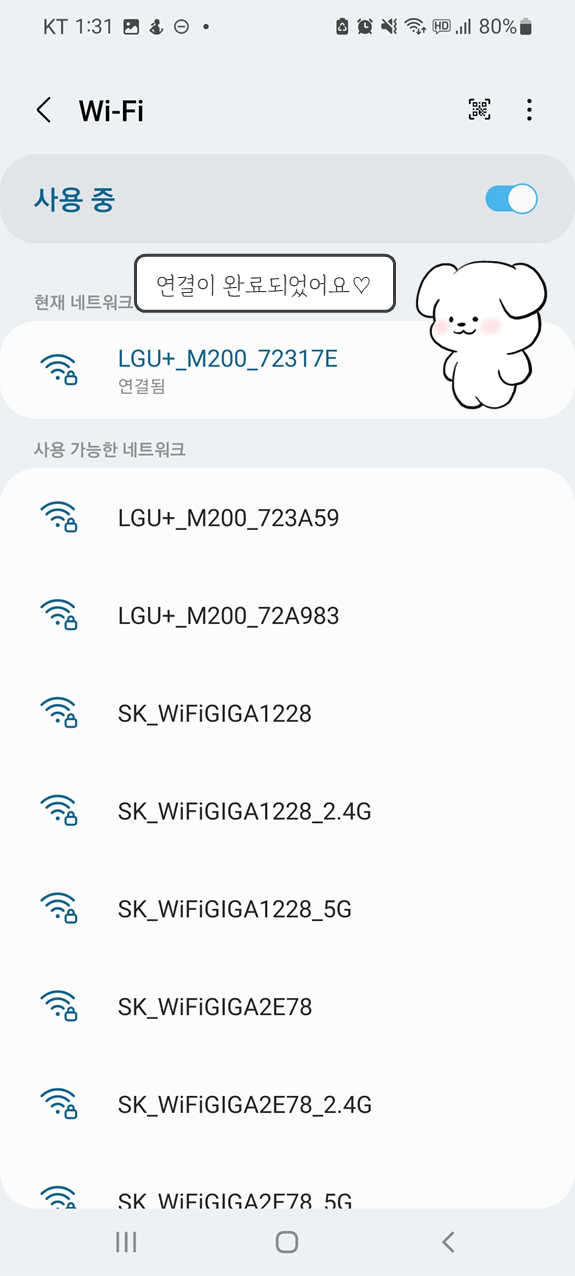 KT 1:31 HD 80%
Wi-Fi
사용 중
연결이 완료되었어요♡
현재 네트워크
LGU+_M200_72317E
연결됨
사용 가능한 네트워크
LGU+_M200_723A59
LGU+_M200_72A983
SK_WiFiGIGA1228
SK_WiFiGIGA1228_2.4G
SK_WiFiGIGA1228_5G
SK_WiFiGIGA2E78
SK_WiFiGIGA2E78_2.4G
SK_WiFiGIGA2E78_5G